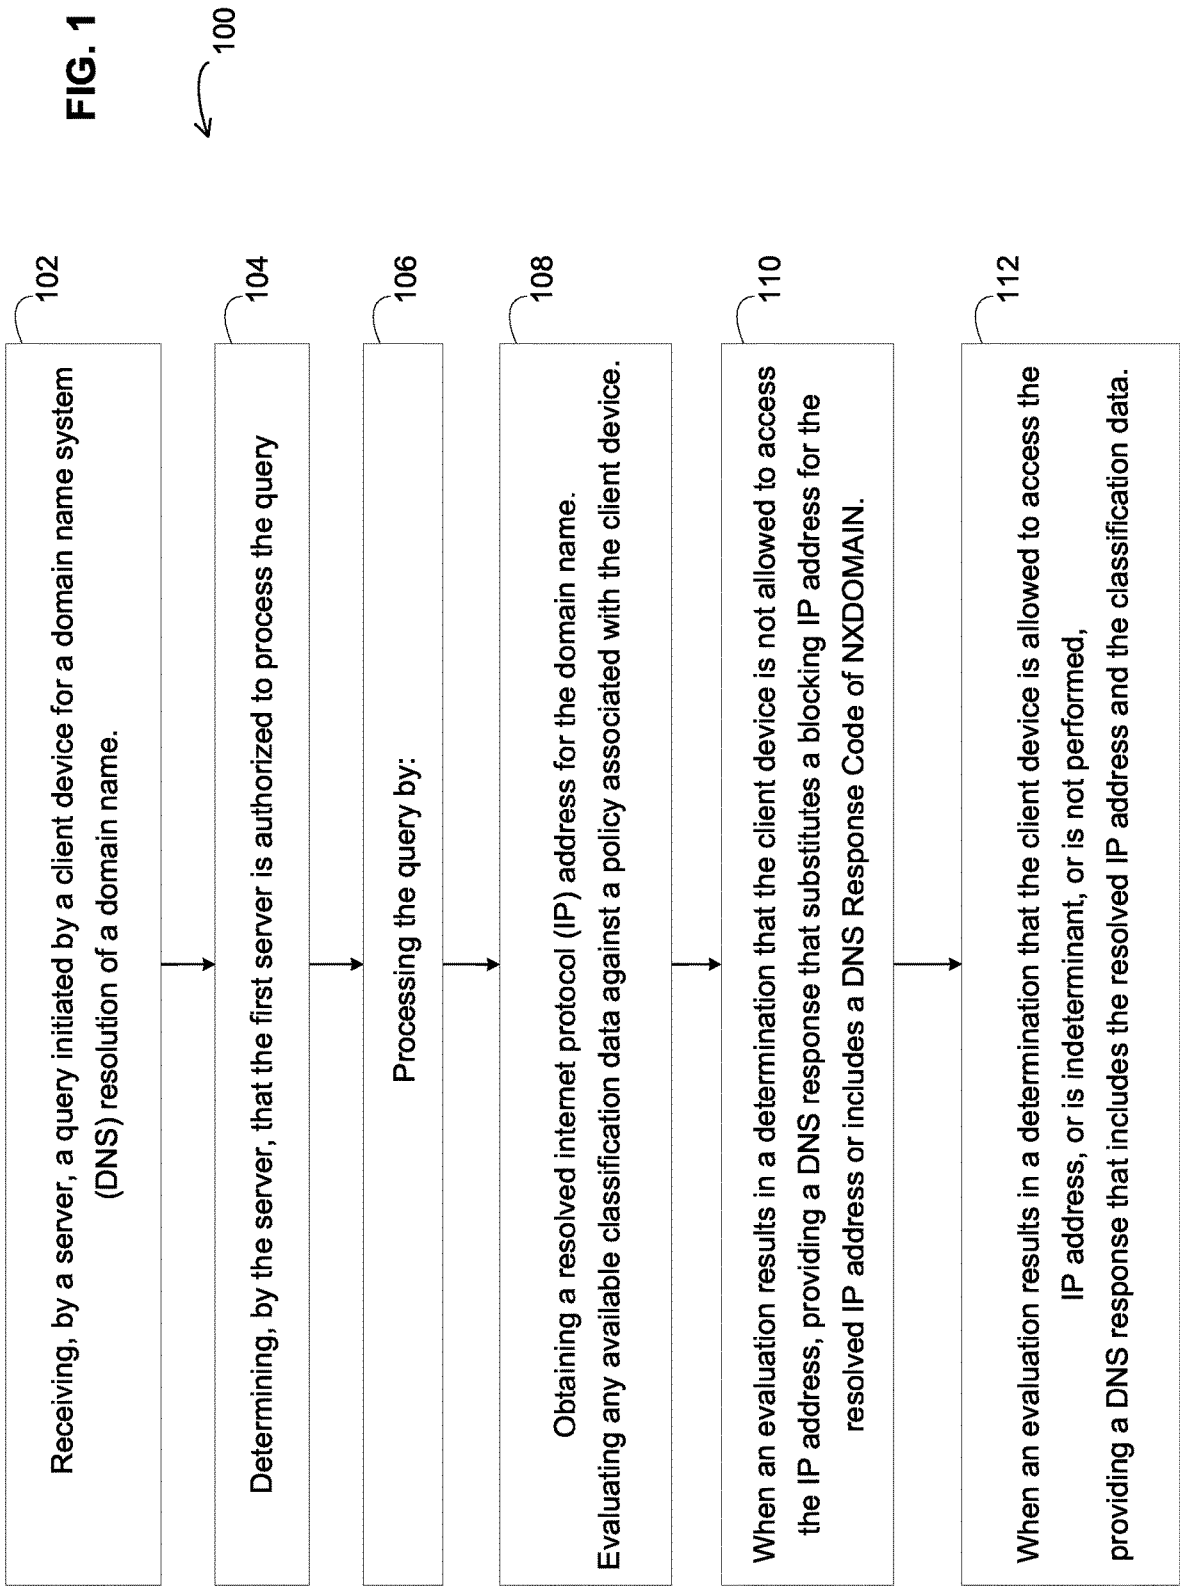 FIG. 1
100
102
Receiving, by a server, a query initiated by a client device for a domain name system
(DNS) resolution of a domain name.
104
Determining, by the server, that the first server is authorized to process the query
106
Processing the query by:
108
Obtaining a resolved internet protocol (IP) address for the domain name.
Evaluating any available classification data against a policy associated with the client device.
110
When an evaluation results in a determination that the client device is not allowed to access
the IP address, providing a DNS response that substitutes a blocking IP address for the
resolved IP address or includes a DNS Response Code of NXDOMAIN.
112
When an evaluation results in a determination that the client device is allowed to access the
IP address, or is indeterminant, or is not performed,
providing a DNS response that includes the resolved IP address and the classification data.